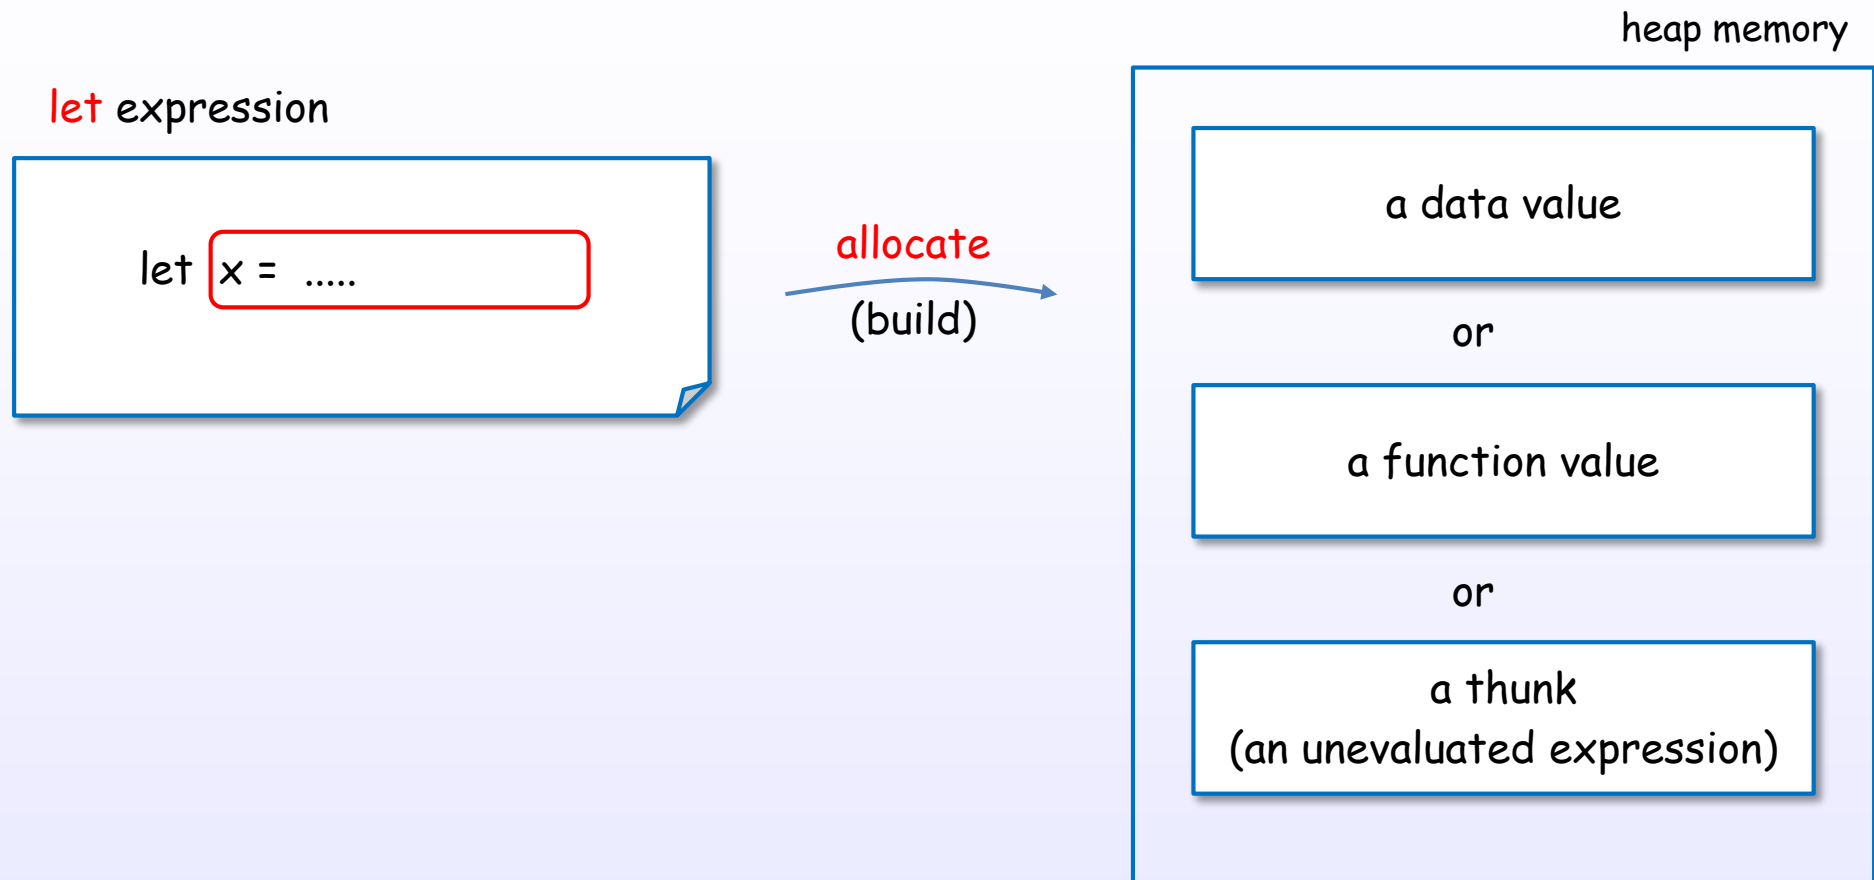 heap memory
let expression
let x = .....
allocate
(build)
a data value
or
a function value
or
a thunk
(an unevaluated expression)